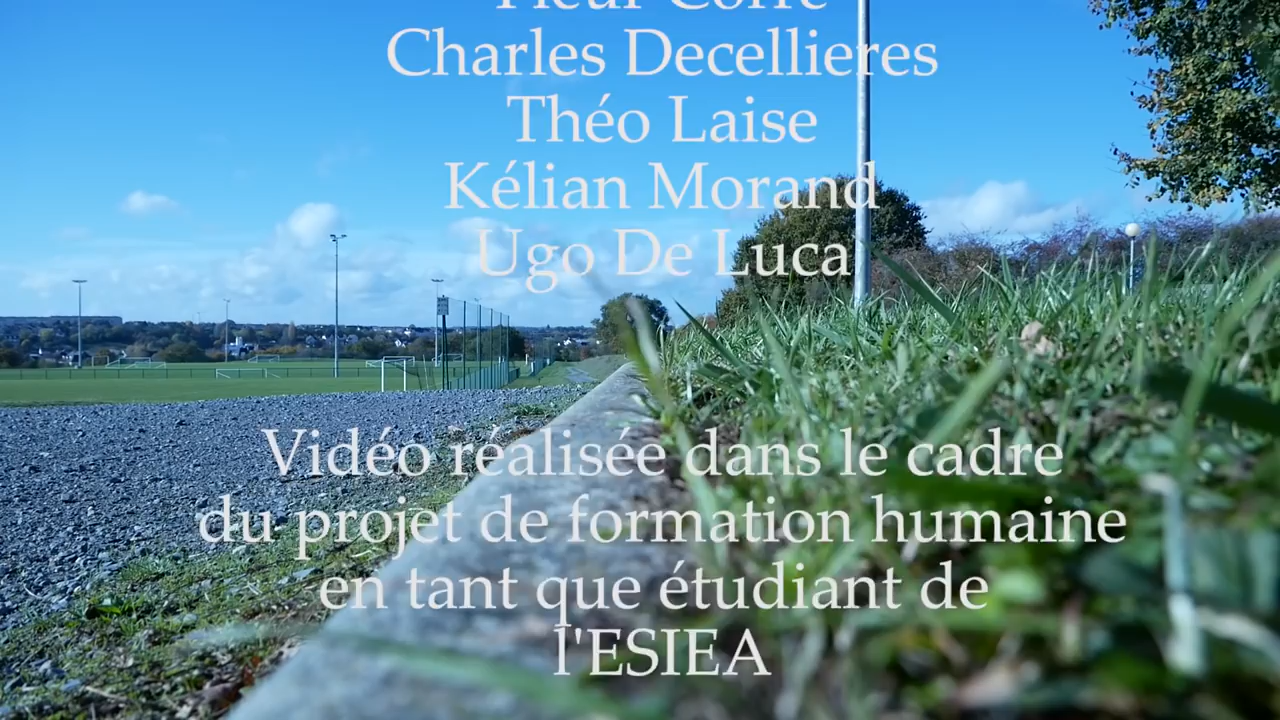 Charles Decellieres
Théo Laise
Kélian Morand
Ugo De Luca
Vidéo réalisée dans le cadre
du projet de formation humaine
en tant que étudiant de
l'ESIEA